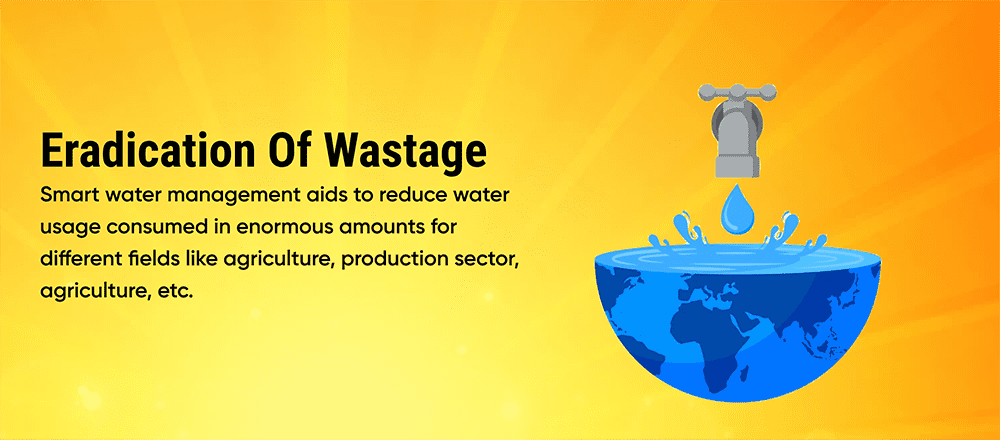 Eradication Of Wastage
Smart water management aids to reduce water
usage consumed in enormous amounts for
different fields like agriculture, production sector,
agriculture, etc.